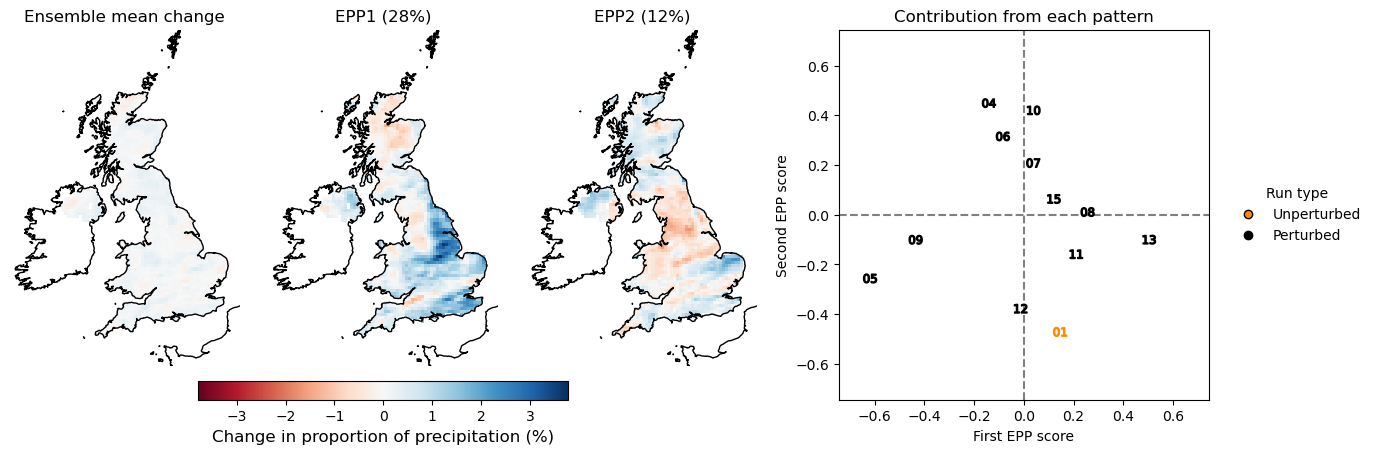 Ensemble mean change
EPP1 (28%)
EPP2 (12%)
Contribution from each pattern
−3 −2 −1 0 1 2 3
Change in proportion of precipitation (%)
Second EPP score
0.6
0.4
0.2
0.0
−0.2
−0.4
−0.6
04
10
06
07
15
08
09
13
11
05
12
01
−0.6 −0.4 −0.2 0.0 0.2 0.4 0.6
First EPP score
Run type
Unperturbed
Perturbed